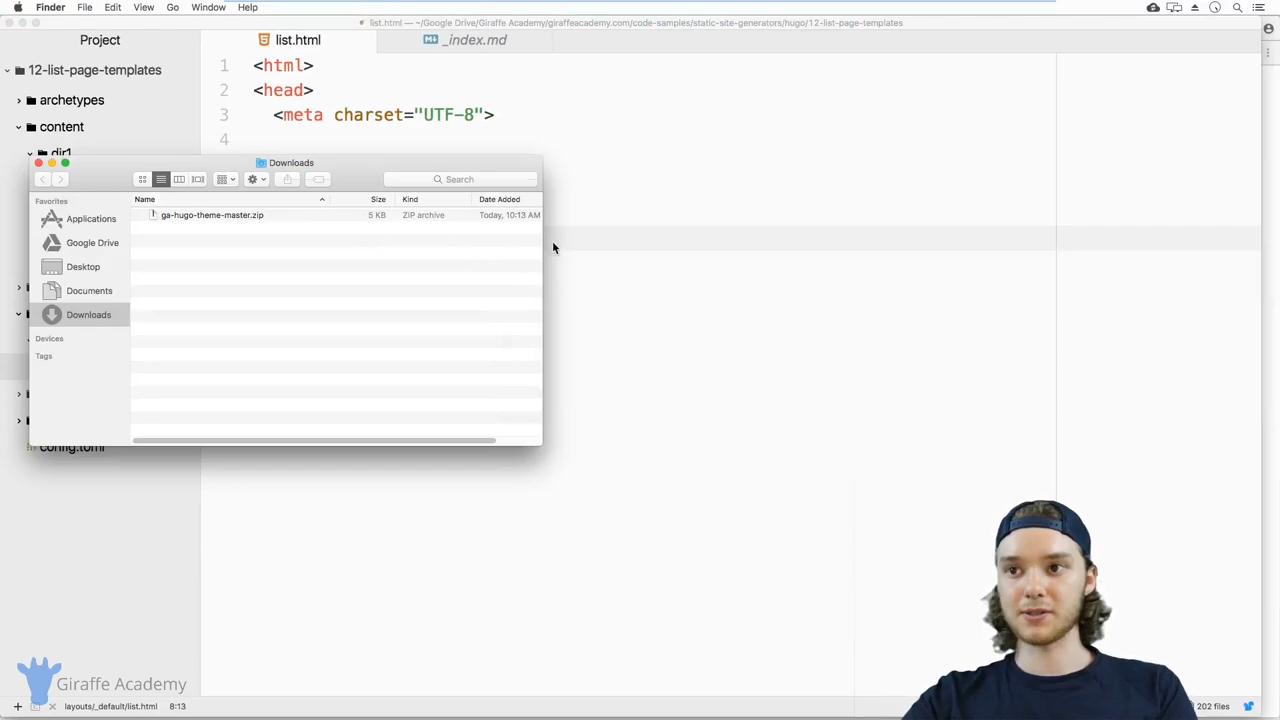 Finder File Edit View Go Window Help
list.html — ~/Google Drive/Giraffe Academy/giraffeacademy.com/code-samples/static-site-generators/hugo/12-list-page-templates
Project
list.html
_index.md
12-list-page-templates
archetypes
content
dir1
config.toml
1 <html>
2 <head>
3 <meta charset="UTF-8">
4
Downloads
Search
Favorites
Applications
Google Drive
Desktop
Documents
Downloads
Devices
Tags
Name Size Kind Date Added
ga-hugo-theme-master.zip 5 KB ZIP archive Today, 10:13 AM
Giraffe Academy
layouts/_default/list.html 8:13
202 files